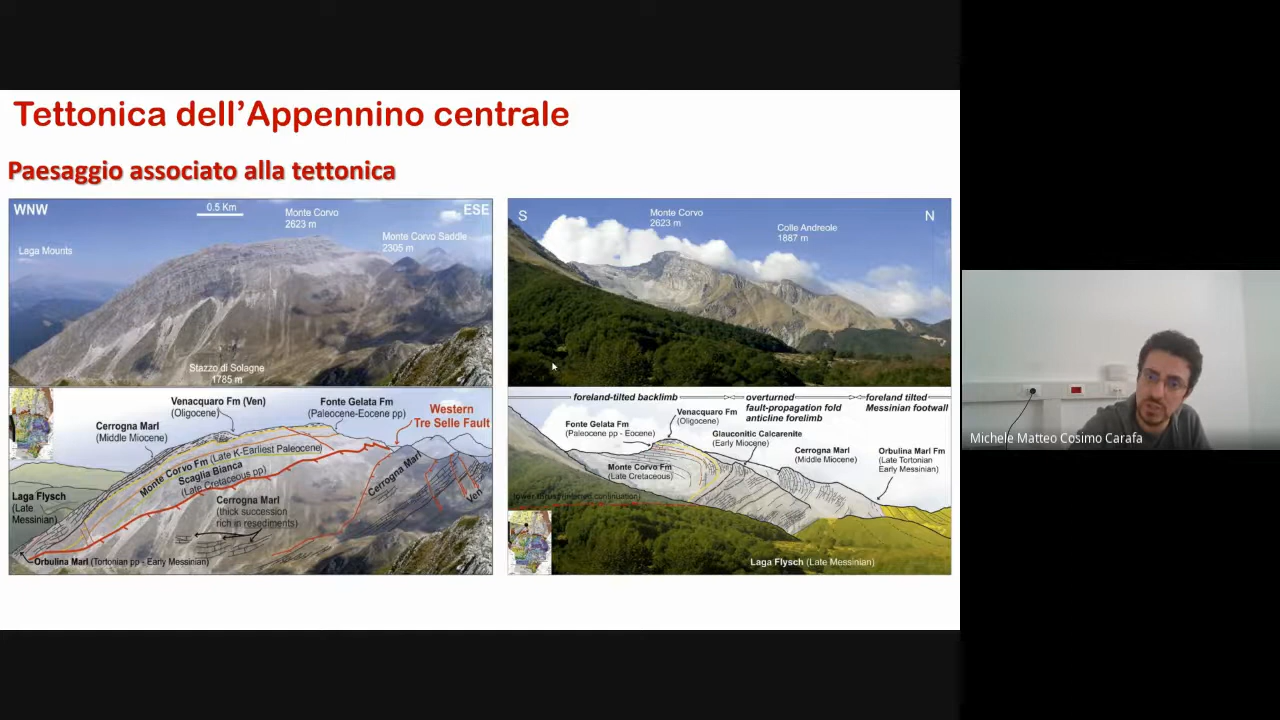 Tettonica dell'Appennino centrale
Paesaggio associato alla tettonica
WNW
0.5 Km
ESE
Monte Corvo
2623 m
Monte Corvo Saddle
2305 m
Laga Mounts
Stazzo di Solagne
1785 m
Venacquaro Fm (Ven)
(Oligocene)
Fonte Gelata Fm
(Paleocene-Eocene pp)
Western
Tre Selle Fault
Cerrogna Marl
(Middle Miocene)
Monte Corvo Fm (Late K-Earliest Paleocene)
Scaglia Bianca
(Late Cretaceous pp)
Cerrogna Marl
Ven
Laga Flysch
(Late
Messinian)
Cerrogna Marl
(thick succession
rich in resediments)
Orbulina Marl (Tortonian pp - Early Messinian)
S
N
Monte Corvo
2623 m
Colle Andreole
1887 m
foreland-tilted backlimb
overturned
fault-propagation fold
anticline forelimb
foreland tilted
Messinian footwall
Venacquaro Fm
(Oligocene)
Fonte Gelata Fm
(Paleocene pp - Eocene)
Glauconitic Calcarenite
(Early Miocene)
Cerrogna Marl
(Middle Miocene)
Orbulina Marl Fm
(Late Tortonian
Early Messinian)
Monte Corvo Fm
(Late Cretaceous)
Laga Flysch (Late Messinian)
Michele Matteo Cosimo Carafa